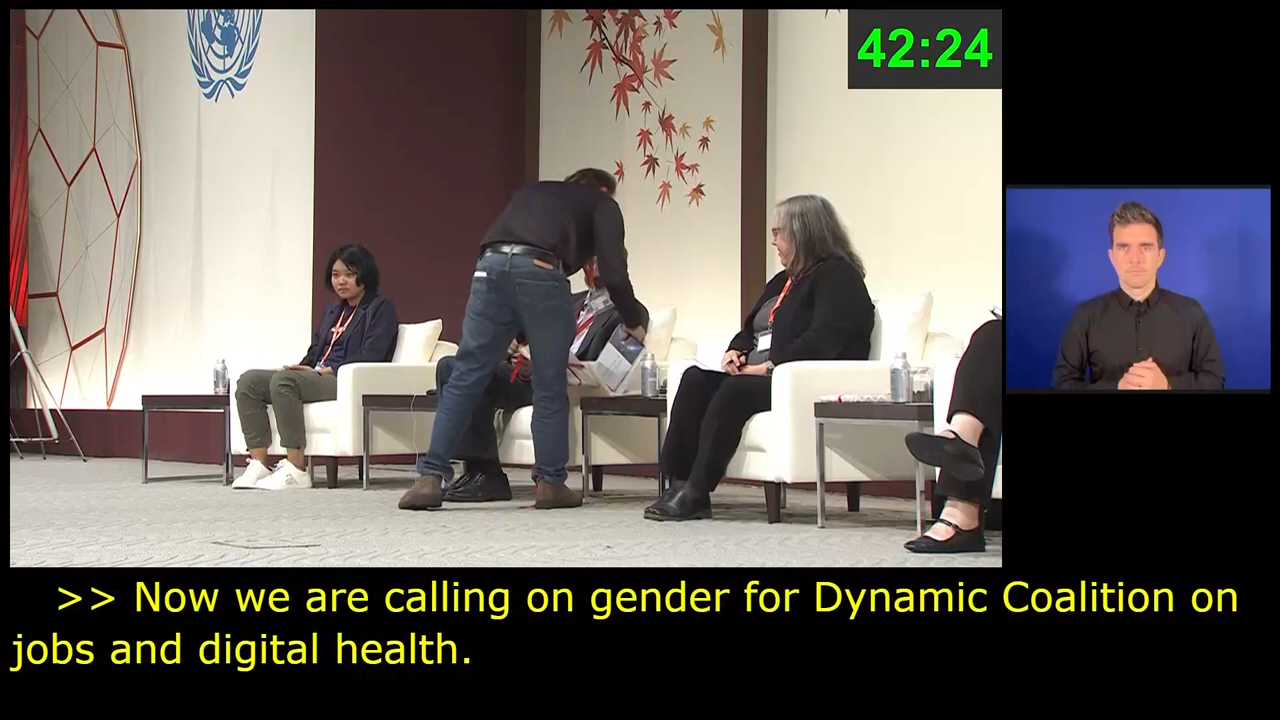 42:24
>> Now we are calling on gender for Dynamic Coalition on
jobs and digital health.